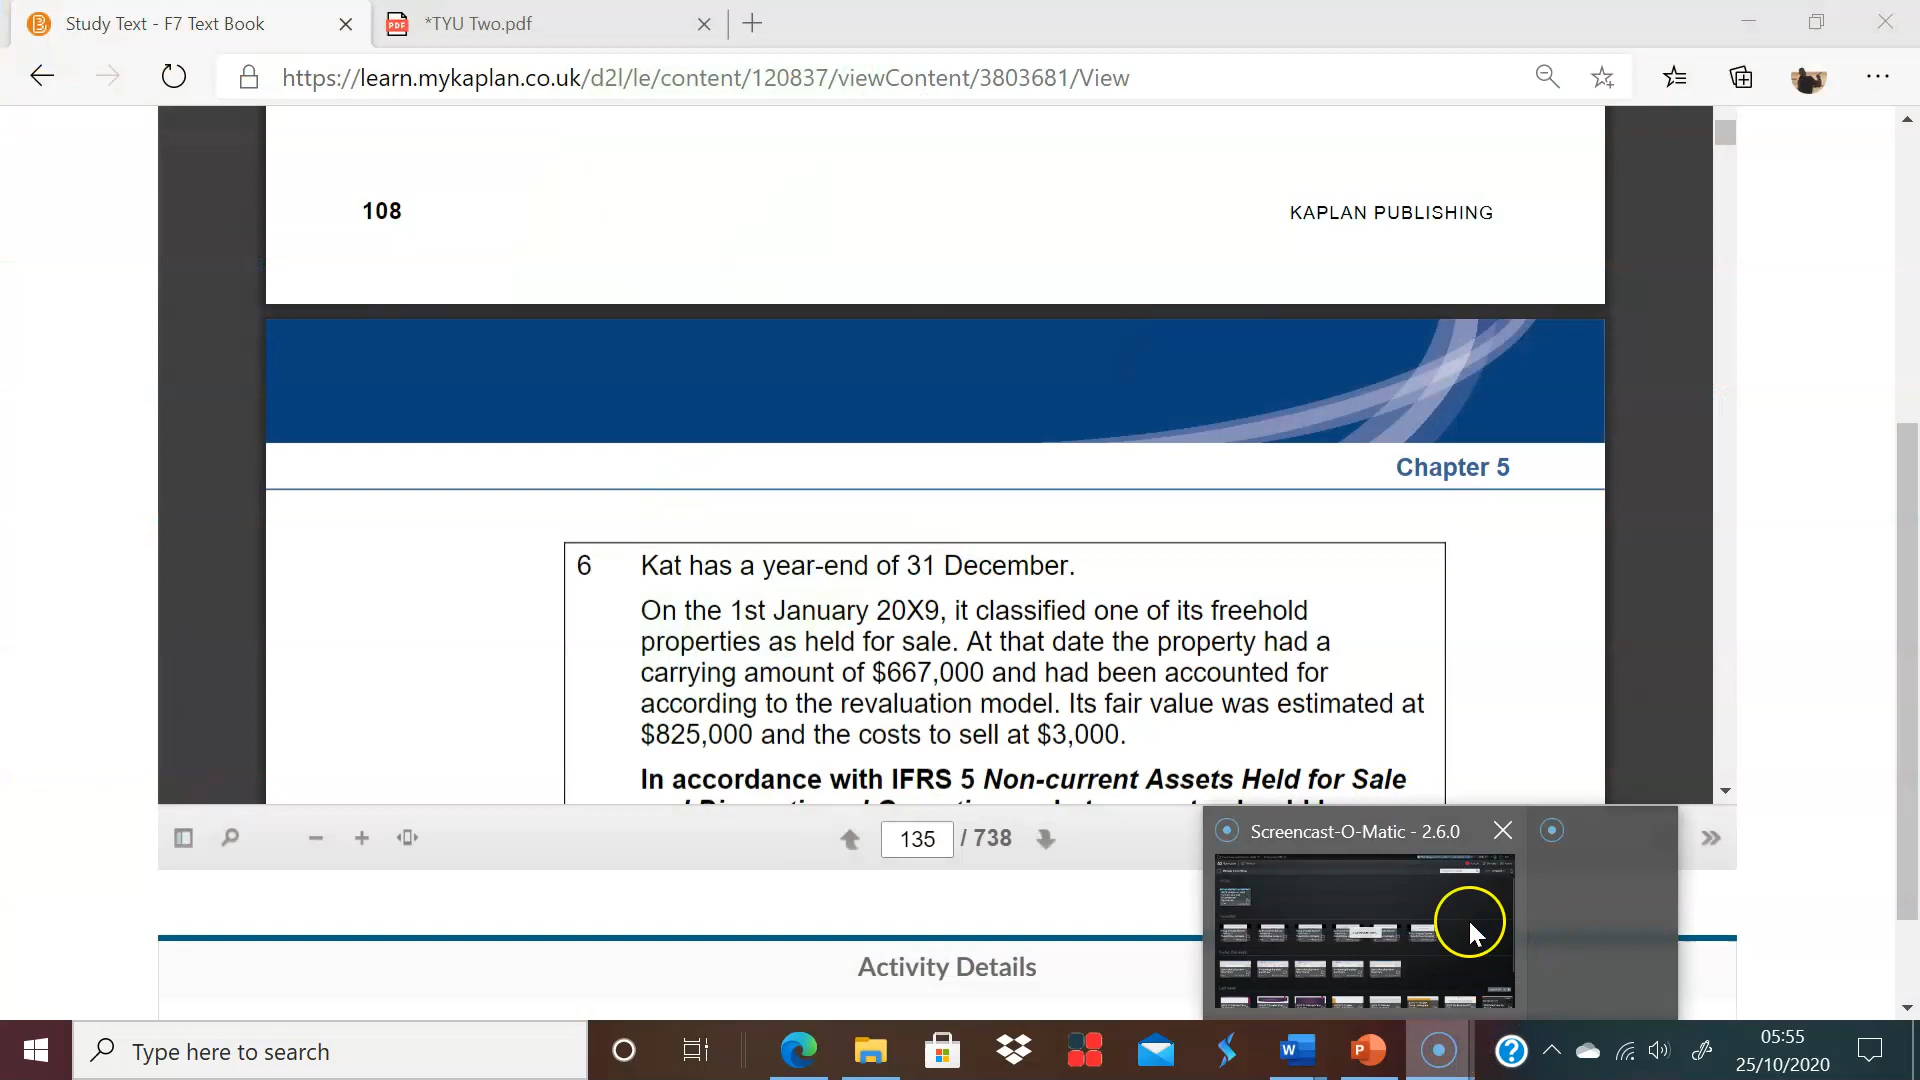 Study Text - F7 Text Book
*TYU Two.pdf
https://learn.mykaplan.co.uk/d2l/le/content/120837/viewContent/3803681/View
108
KAPLAN PUBLISHING
Chapter 5
6 Kat has a year-end of 31 December.
On the 1st January 20X9, it classified one of its freehold
properties as held for sale. At that date the property had a
carrying amount of $667,000 and had been accounted for
according to the revaluation model. Its fair value was estimated at
$825,000 and the costs to sell at $3,000.
In accordance with IFRS 5 Non-current Assets Held for Sale
135 / 738
Screencast-O-Matic - 2.6.0
Activity Details
Type here to search
05:55
25/10/2020